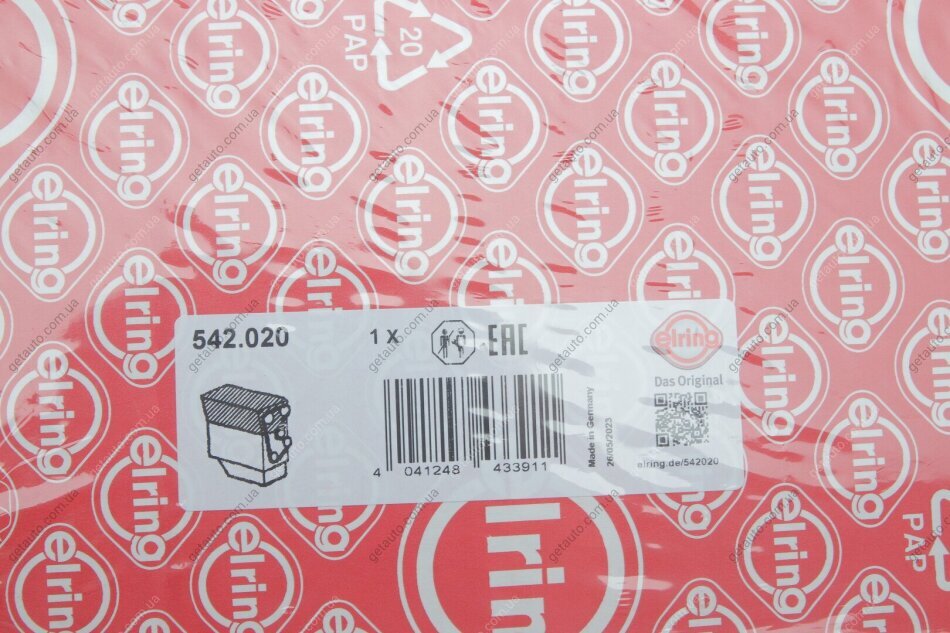 elring
20
PAP
542.020
1 X
EAC
elring
Das Original
4 041248 433911
Made in Germany
26/05/2023
elring.de/542020
PAP
getauto.com.ua